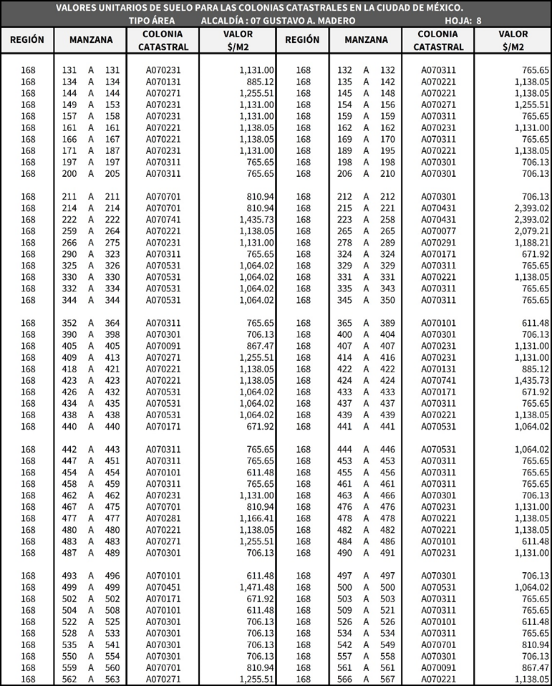 VALORES UNITARIOS DE SUELO PARA LAS COLONIAS CATASTRALES EN LA CIUDAD DE MÉXICO.
TIPO ÁREA ALCALDÍA : 07 GUSTAVO A. MADERO HOJA: 8
REGIÓN MANZANA COLONIA CATASTRAL VALOR $/M2 REGIÓN MANZANA COLONIA CATASTRAL VALOR $/M2
168 131 A 131 A070231 1,131.00 168 132 A 132 A070311 765.65
168 134 A 134 A070131 885.12 168 135 A 142 A070221 1,138.05
168 144 A 144 A070271 1,255.51 168 145 A 148 A070221 1,138.05
168 149 A 153 A070231 1,131.00 168 154 A 156 A070271 1,255.51
168 157 A 158 A070231 1,131.00 168 159 A 159 A070311 765.65
168 161 A 161 A070221 1,138.05 168 162 A 162 A070231 1,131.00
168 166 A 167 A070221 1,138.05 168 169 A 170 A070311 765.65
168 171 A 187 A070231 1,131.00 168 189 A 195 A070221 1,138.05
168 197 A 197 A070311 765.65 168 198 A 198 A070301 706.13
168 200 A 205 A070311 765.65 168 206 A 210 A070301 706.13
168 211 A 211 A070701 810.94 168 212 A 212 A070301 706.13
168 214 A 214 A070701 810.94 168 215 A 221 A070431 2,393.02
168 222 A 222 A070741 1,435.73 168 223 A 258 A070431 2,393.02
168 259 A 264 A070221 1,138.05 168 265 A 265 A070077 2,079.21
168 266 A 275 A070231 1,131.00 168 278 A 289 A070291 1,188.21
168 290 A 323 A070311 765.65 168 324 A 324 A070171 671.92
168 325 A 326 A070531 1,064.02 168 329 A 329 A070311 765.65
168 330 A 330 A070531 1,064.02 168 331 A 331 A070221 1,138.05
168 332 A 334 A070531 1,064.02 168 335 A 343 A070311 765.65
168 344 A 344 A070531 1,064.02 168 345 A 350 A070311 765.65
168 352 A 364 A070311 765.65 168 365 A 389 A070101 611.48
168 390 A 398 A070301 706.13 168 400 A 404 A070301 706.13
168 405 A 405 A070091 867.47 168 407 A 407 A070231 1,131.00
168 409 A 413 A070271 1,255.51 168 414 A 416 A070231 1,131.00
168 418 A 421 A070221 1,138.05 168 422 A 422 A070131 885.12
168 423 A 423 A070221 1,138.05 168 424 A 424 A070741 1,435.73
168 426 A 432 A070531 1,064.02 168 433 A 433 A070171 671.92
168 434 A 435 A070531 1,064.02 168 437 A 437 A070311 765.65
168 438 A 438 A070531 1,064.02 168 439 A 439 A070221 1,138.05
168 440 A 440 A070171 671.92 168 441 A 441 A070531 1,064.02
168 442 A 443 A070311 765.65 168 444 A 446 A070531 1,064.02
168 447 A 451 A070311 765.65 168 453 A 453 A070311 765.65
168 454 A 454 A070101 611.48 168 455 A 456 A070311 765.65
168 458 A 459 A070311 765.65 168 461 A 461 A070311 765.65
168 462 A 462 A070231 1,131.00 168 463 A 466 A070301 706.13
168 467 A 475 A070701 810.94 168 476 A 476 A070231 1,131.00
168 477 A 477 A070281 1,166.41 168 478 A 478 A070221 1,138.05
168 480 A 480 A070221 1,138.05 168 482 A 482 A070221 1,138.05
168 483 A 483 A070271 1,255.51 168 484 A 486 A070101 611.48
168 487 A 489 A070301 706.13 168 490 A 491 A070231 1,131.00
168 493 A 496 A070101 611.48 168 497 A 497 A070301 706.13
168 499 A 499 A070451 1,471.48 168 500 A 500 A070531 1,064.02
168 502 A 502 A070171 671.92 168 503 A 503 A070311 765.65
168 504 A 508 A070101 611.48 168 509 A 521 A070311 765.65
168 522 A 525 A070301 706.13 168 526 A 526 A070101 611.48
168 528 A 533 A070301 706.13 168 534 A 534 A070311 765.65
168 535 A 541 A070301 706.13 168 542 A 549 A070701 810.94
168 550 A 554 A070301 706.13 168 557 A 558 A070301 706.13
168 559 A 560 A070701 810.94 168 561 A 561 A070091 867.47
168 562 A 563 A070271 1,255.51 168 566 A 567 A070221 1,138.05